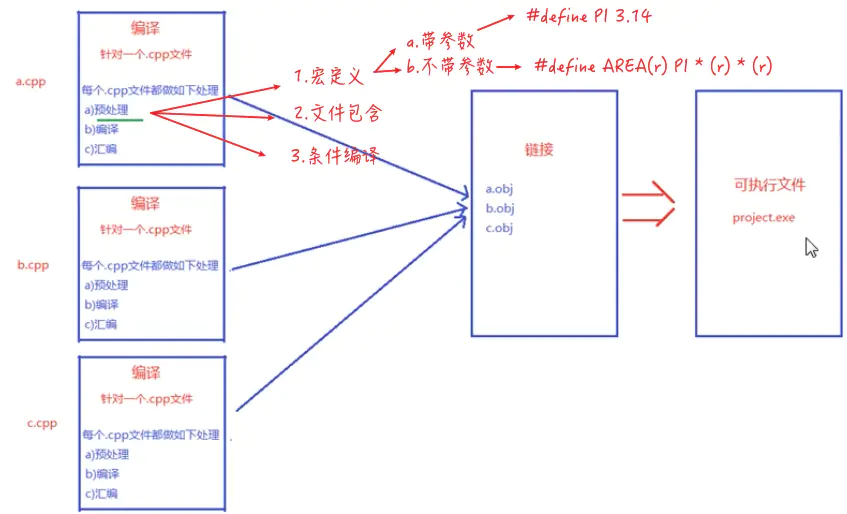 a.cpp
编译
针对一个.cpp文件
每个.cpp文件都做如下处理
a)预处理
b)编译
c)汇编
1.宏定义
a.带参数
#define PI 3.14
b.不带参数
#define AREA(r) PI * (r) * (r)
2.文件包含
3.条件编译
b.cpp
编译
针对一个.cpp文件
每个.cpp文件都做如下处理
a)预处理
b)编译
c)汇编
c.cpp
编译
针对一个.cpp文件
每个.cpp文件都做如下处理
a)预处理
b)编译
c)汇编
链接
a.obj
b.obj
c.obj
可执行文件
project.exe